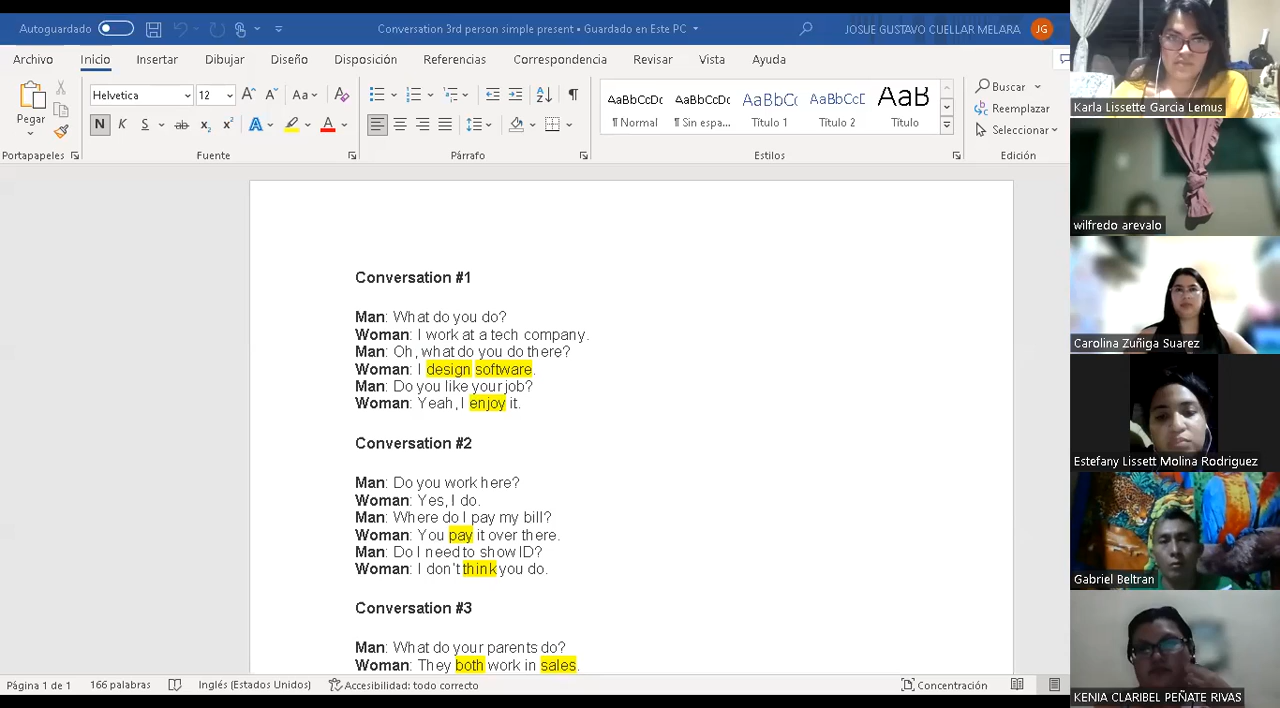 Autoguardado
Conversation 3rd person simple present • Guardado en Este PC
JOSUE GUSTAVO CUELLAR MELARA
JG
Archivo Inicio Insertar Dibujar Diseño Disposición Referencias Correspondencia Revisar Vista Ayuda
Pegar
Helvetica 12
N K S ab x₂ x²
AaBbCcDc AaBbCcDc AaBbCcD AaBbCcD AaB
¶ Normal ¶ Sin espa... Título 1 Título 2 Título
Buscar
Reemplazar
Seleccionar
Portapapeles Fuente Párrafo Estilos Edición
Conversation #1
Man: What do you do?
Woman: I work at a tech company.
Man: Oh, what do you do there?
Woman: I design software.
Man: Do you like your job?
Woman: Yeah, I enjoy it.
Conversation #2
Man: Do you work here?
Woman: Yes, I do.
Man: Where do I pay my bill?
Woman: You pay it over there.
Man: Do I need to show ID?
Woman: I don't think you do.
Conversation #3
Man: What do your parents do?
Woman: They both work in sales.
Página 1 de 1 166 palabras Inglés (Estados Unidos) Accesibilidad: todo correcto Concentración
Karla Lissette Garcia Lemus
wilfredo arevalo
Carolina Zuñiga Suarez
Estefany Lissett Molina Rodriguez
Gabriel Beltran
KENIA CLARIBEL PEÑATE RIVAS